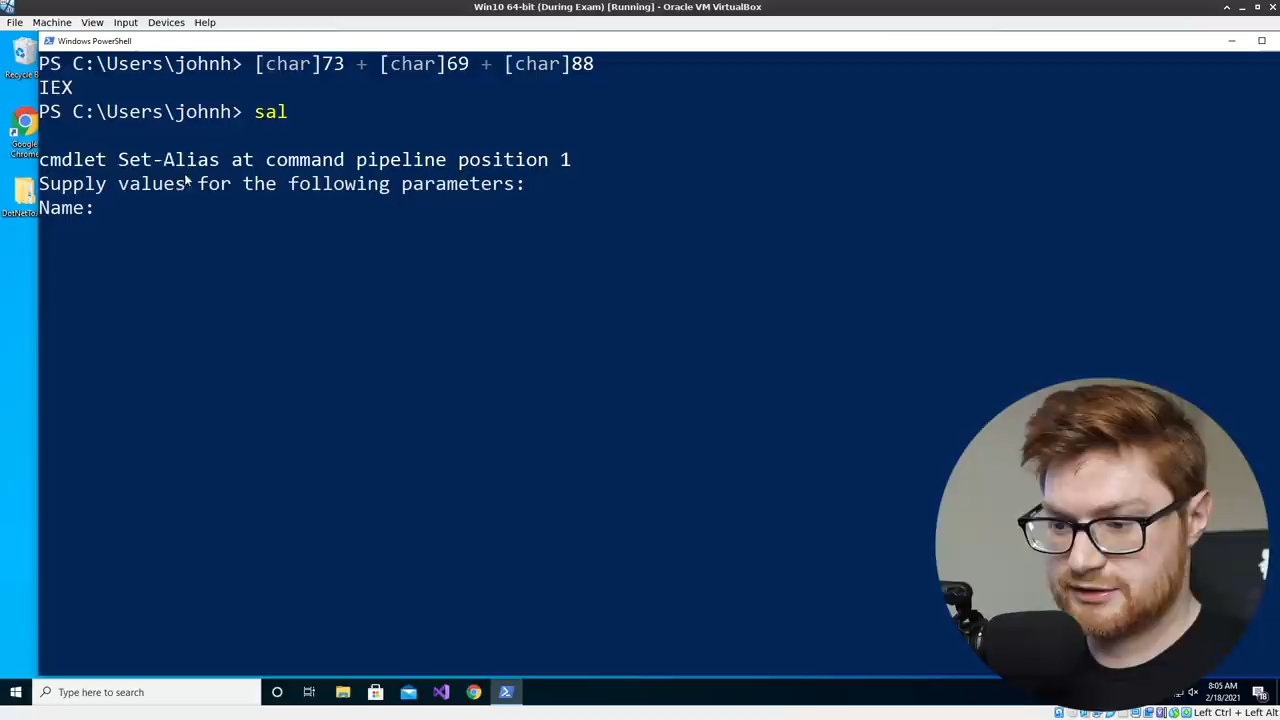 Win10 64-bit (During Exam) [Running] - Oracle VM VirtualBox
File Machine View Input Devices Help
Windows PowerShell
Recycle
Google
Chrome
PS C:\Users\johnh> [char]73 + [char]69 + [char]88
IEX
PS C:\Users\johnh> sal
cmdlet Set-Alias at command pipeline position 1
Supply values for the following parameters:
Name:
Type here to search
8:05 AM
2/18/2021
Left Ctrl + Left Alt